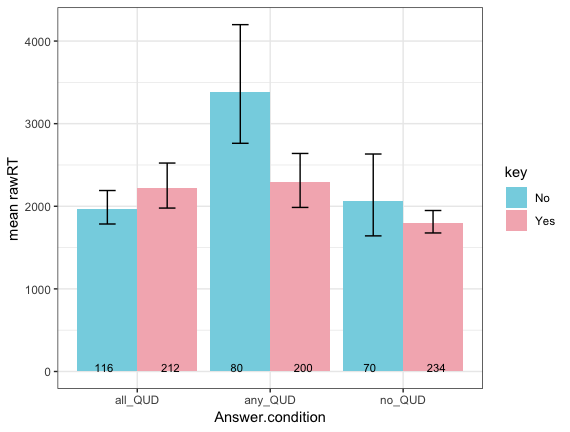 4000
3000
2000
1000
0
mean rawRT
116 212 80 200 70 234
all_QUD any_QUD no_QUD
Answer.condition
key
No
Yes